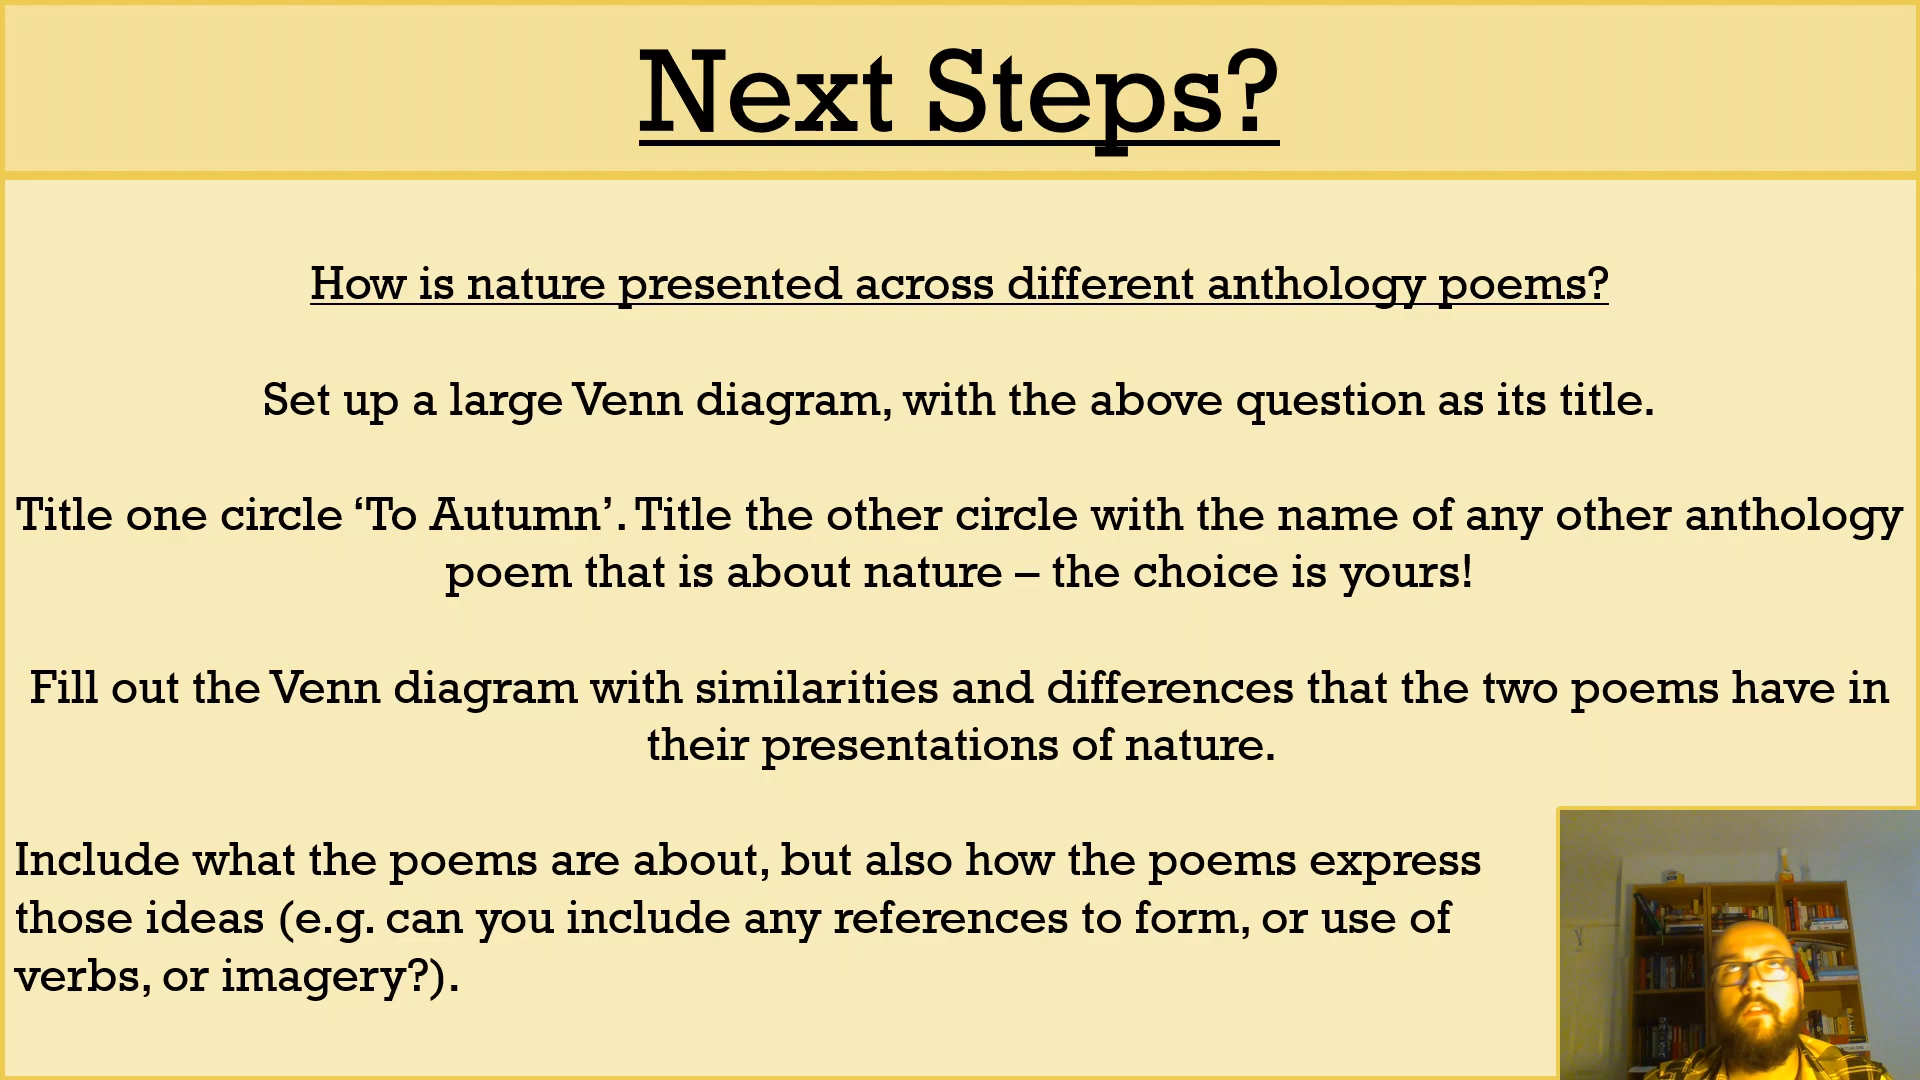 Next Steps?
How is nature presented across different anthology poems?
Set up a large Venn diagram, with the above question as its title.
Title one circle ‘To Autumn’. Title the other circle with the name of any other anthology
poem that is about nature – the choice is yours!
Fill out the Venn diagram with similarities and differences that the two poems have in
their presentations of nature.
Include what the poems are about, but also how the poems express
those ideas (e.g. can you include any references to form, or use of
verbs, or imagery?).